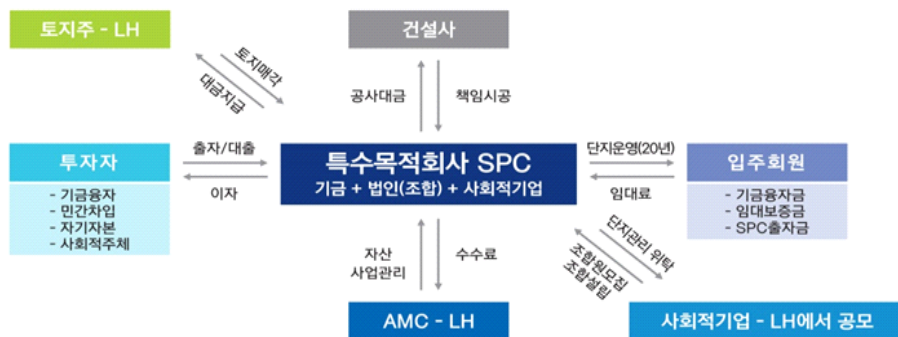 토지주 - LH
건설사
토지매각
대금지급
공사대금
책임시공
투자자
- 기금융자
- 민간차입
- 자기자본
- 사회적주체
출자/대출
이자
특수목적회사 SPC
기금 + 법인(조합) + 사회적기업
단지운영(20년)
임대료
입주회원
- 기금융자금
- 임대보증금
- SPC출자금
자산
사업관리
수수료
단지관리 위탁
조합원모집
조합설립
AMC - LH
사회적기업 - LH에서 공모